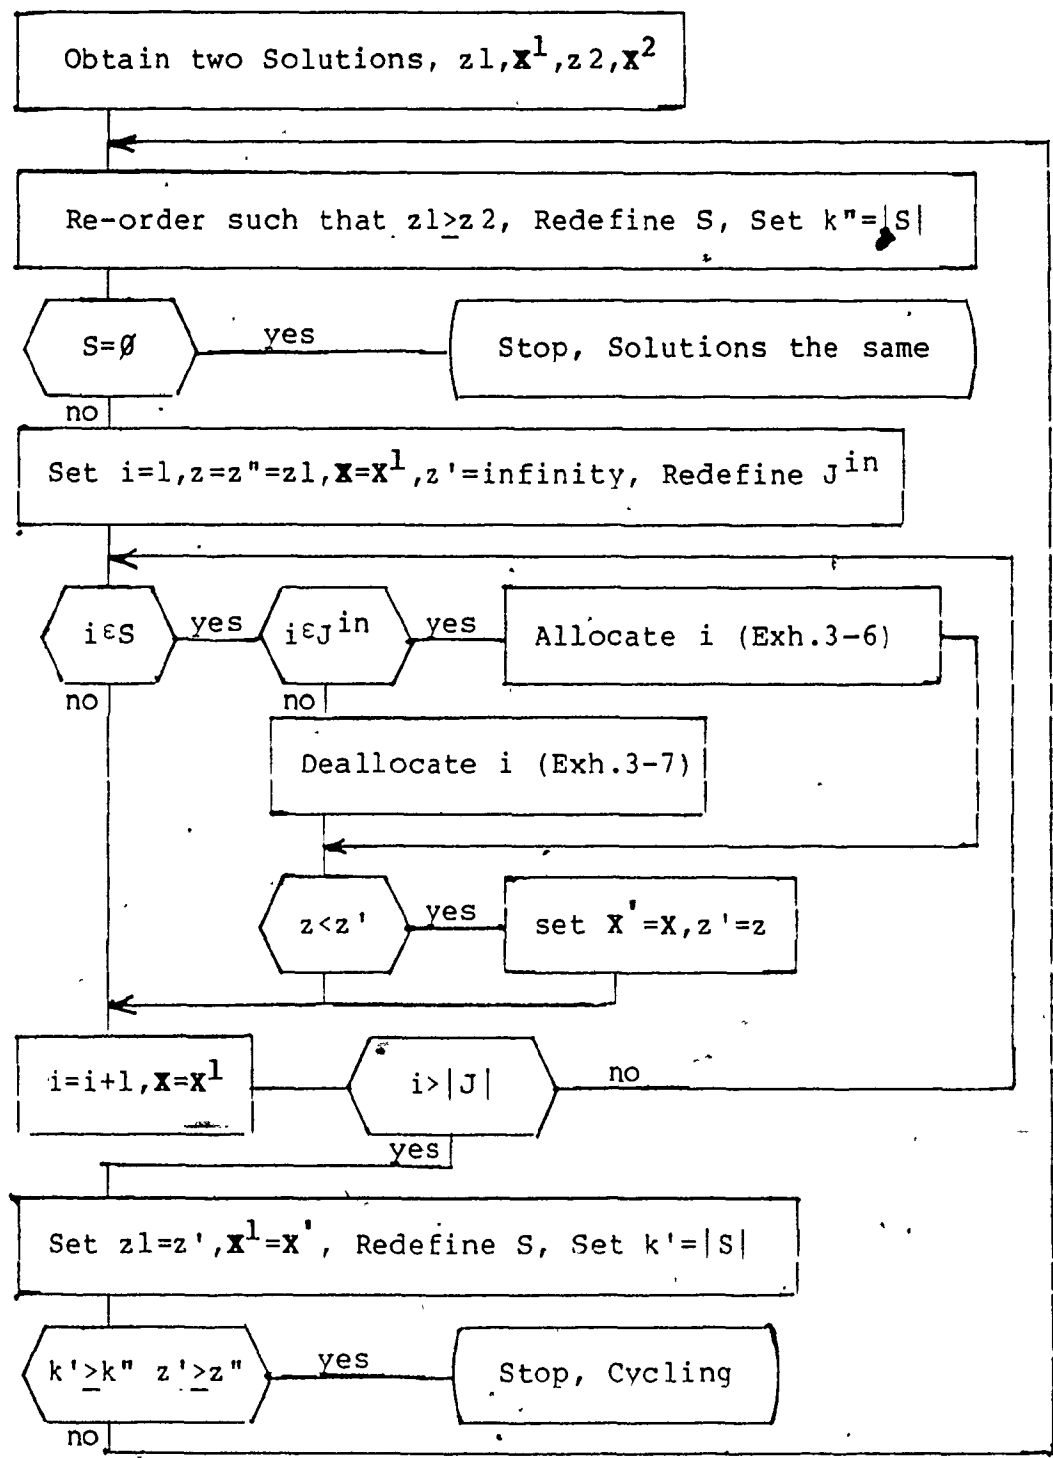 Obtain two Solutions, z1,X¹,z2,X²
Re-order such that z1≥z2, Redefine S, Set k"=|S|
S=Ø
yes
Stop, Solutions the same
no
Set i=1,z=z"=z1,X=X¹,z'=infinity, Redefine Jⁱⁿ
iεS
yes
iεJⁱⁿ
yes
Allocate i (Exh.3-6)
no
no
Deallocate i (Exh.3-7)
z<z'
yes
set X'=X,z'=z
i=i+1,X=X¹
i>|J|
no
yes
Set z1=z',X¹=X', Redefine S, Set k'=|S|
k'≥k" z'≥z"
yes
Stop, Cycling
no